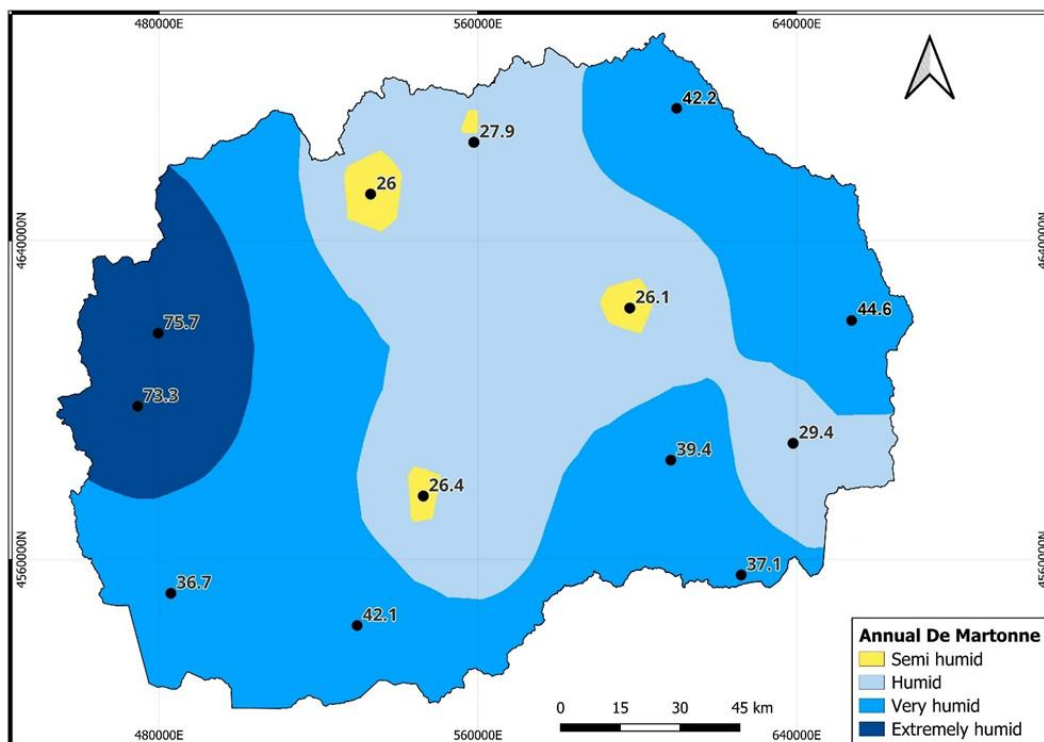 480000E 560000E 640000E
42.2
27.9
26
4640000N 4640000N
26.1
44.6
75.7
73.3
29.4
39.4
26.4
4560000N 4560000N
37.1
36.7
42.1
Annual De Martonne
Semi humid
Humid
Very humid
Extremely humid
0 15 30 45 km
480000E 560000E 640000E